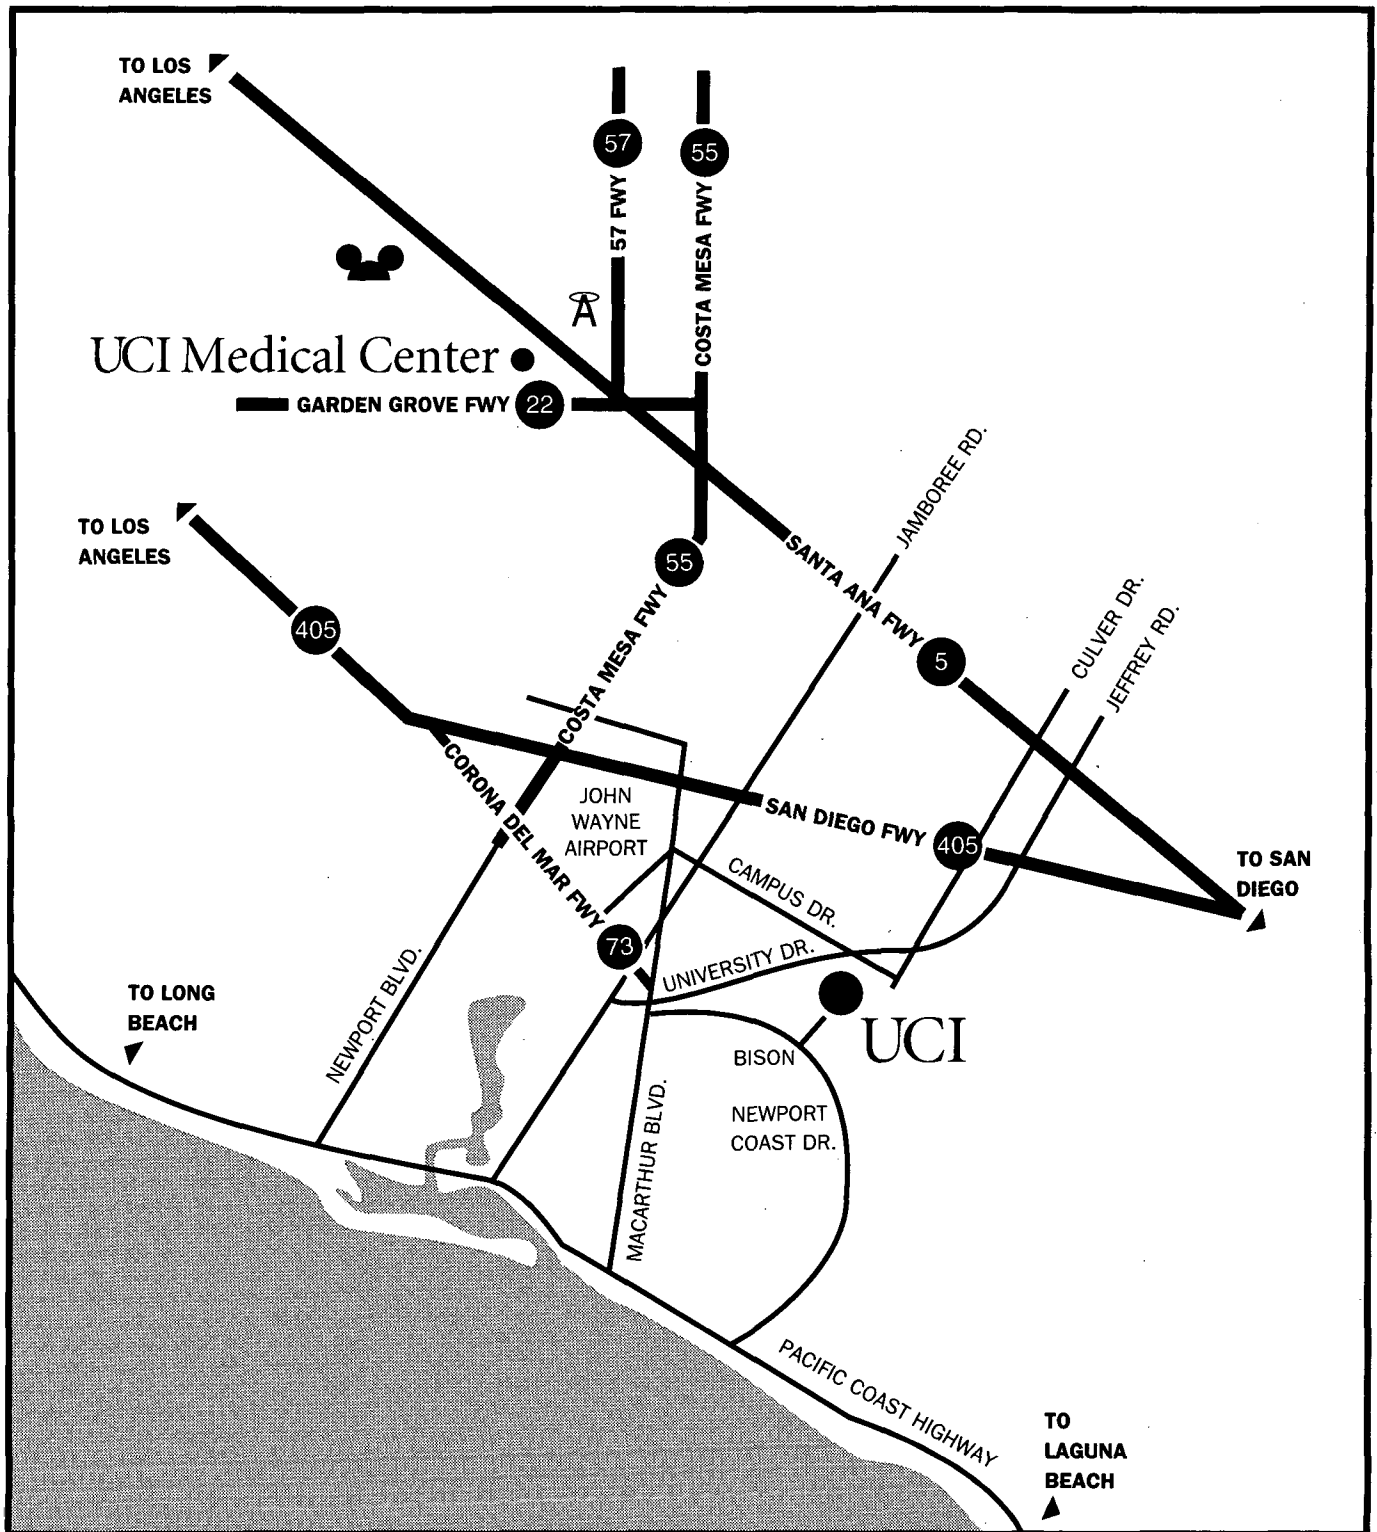 TO LOS
ANGELES
57
55
57 FWY
COSTA MESA FWY
UCI Medical Center
GARDEN GROVE FWY
22
JAMBOREE RD.
TO LOS
ANGELES
SANTA ANA FWY
55
405
COSTA MESA FWY
5
CULVER DR.
JEFFREY RD.
CORONA DEL MAR FWY
JOHN
WAYNE
AIRPORT
SAN DIEGO FWY
405
TO SAN
DIEGO
CAMPUS DR.
73
UNIVERSITY DR.
NEWPORT BLVD.
TO LONG
BEACH
UCI
BISON
NEWPORT
COAST DR.
MACARTHUR BLVD.
PACIFIC COAST HIGHWAY
TO
LAGUNA
BEACH